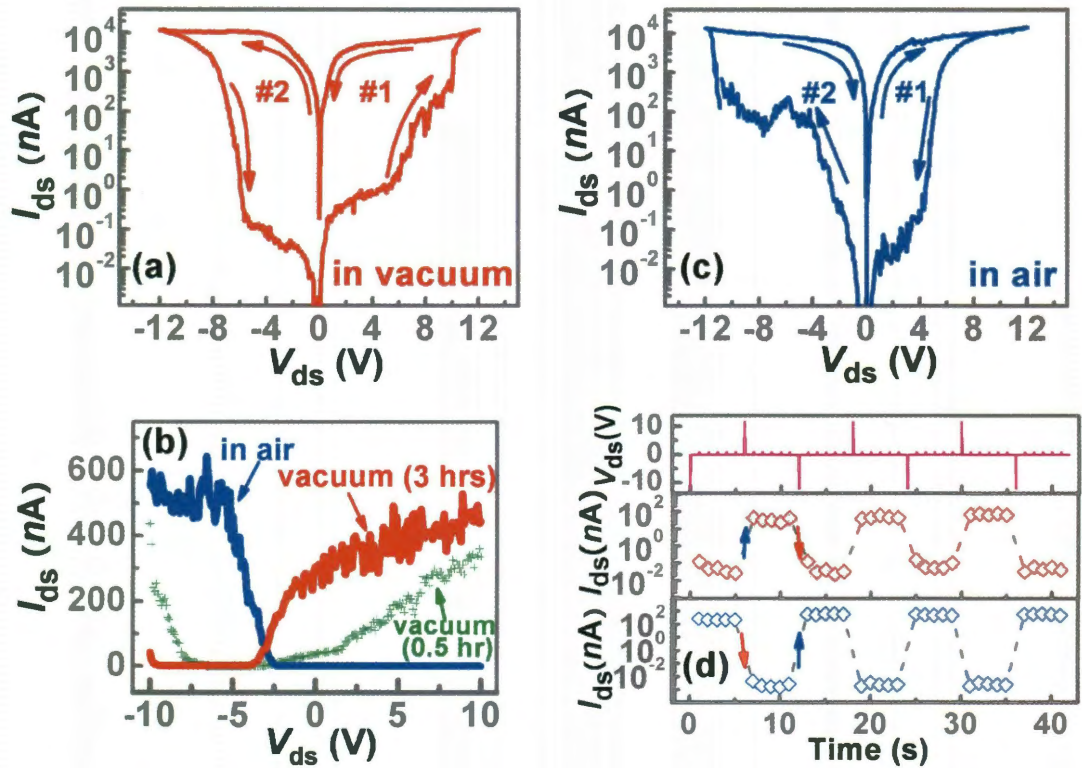 10⁴
10³
10²
10¹
10⁰
10⁻¹
10⁻²
I_ds (nA)
#2
#1
(a)
in vacuum
-12 -8 -4 0 4 8 12
V_ds (V)
10⁴
10³
10²
10¹
10⁰
10⁻¹
10⁻²
I_ds (nA)
#2
#1
(c)
in air
-12 -8 -4 0 4 8 12
V_ds (V)
(b)
in air
vacuum (3 hrs)
vacuum
(0.5 hr)
600
400
200
0
I_ds (nA)
-10 -5 0 5 10
V_ds (V)
10
0
-10
V_ds(V)
10²
10⁰
10⁻²
I_ds(nA)
10²
10⁰
10⁻²
10⁻⁴
I_ds(nA)
(d)
0 10 20 30 40
Time (s)